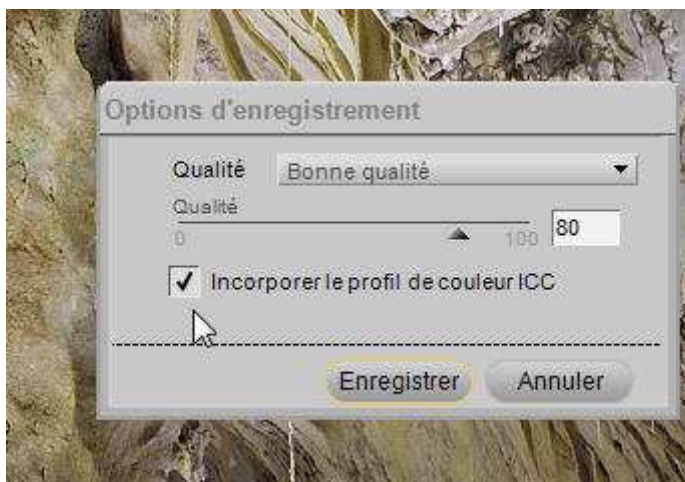 Options d'enregistrement
Qualité Bonne qualité
Qualité
0 100 80
Incorporer le profil de couleur ICC
Enregistrer Annuler